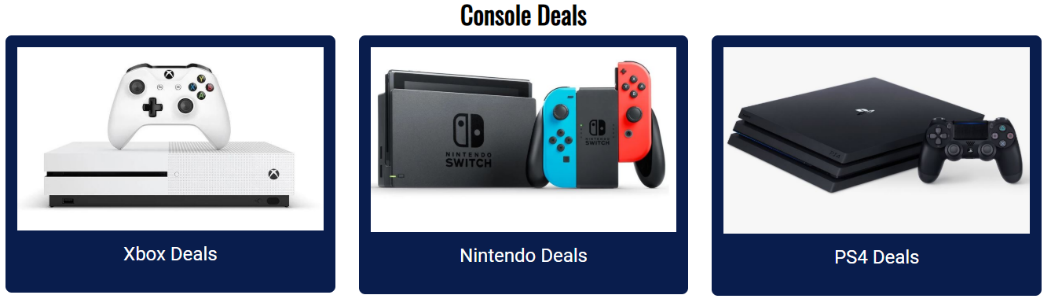 Console Deals
NINTENDO
SWITCH
Xbox Deals
Nintendo Deals
PS4 Deals